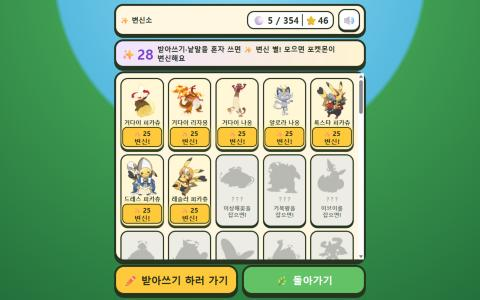 변신소
5 / 354
46
28
받아쓰기·낱말을 혼자 쓰면 변신 별! 모으면 포켓몬이
변신해요
거다이 피카츄
25
변신!
거다이 리자몽
25
변신!
거다이 나옹
25
변신!
알로라 나옹
25
변신!
록스타 피카츄
25
변신!
드레스 피카츄
25
변신!
레슬러 피카츄
25
변신!
???
이상해꽃을
잡으면!
???
거북왕을
잡으면!
???
이브이를
잡으면!
받아쓰기 하러 가기
돌아가기